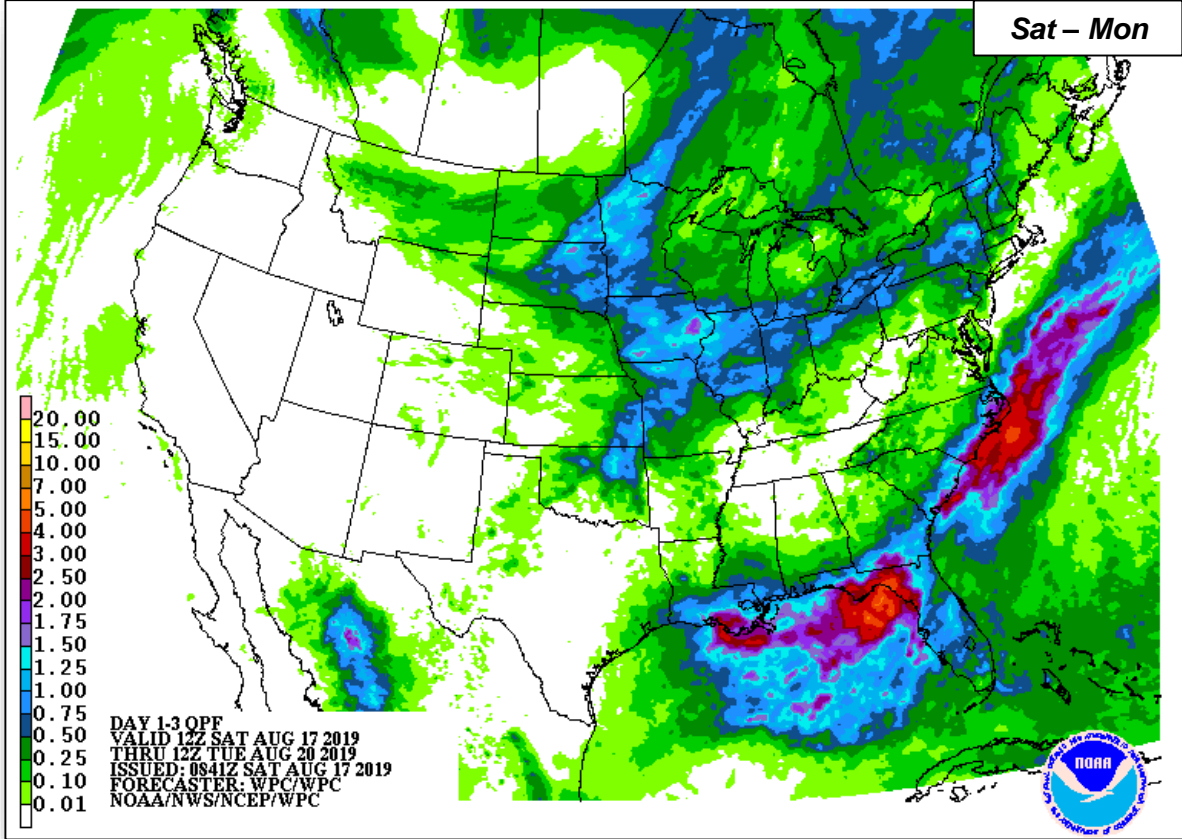 Sat – Mon
20.00
15.00
10.00
7.00
5.00
4.00
3.00
2.50
2.00
1.75
1.50
1.25
1.00
0.75
0.50
0.25
0.10
0.01
DAY 1-3 QPF
VALID 12Z SAT AUG 17 2019
THRU 12Z TUE AUG 20 2019
ISSUED: 0841Z SAT AUG 17 2019
FORECASTER: WPC/WPC
NOAA/NWS/NCEP/WPC
NOAA